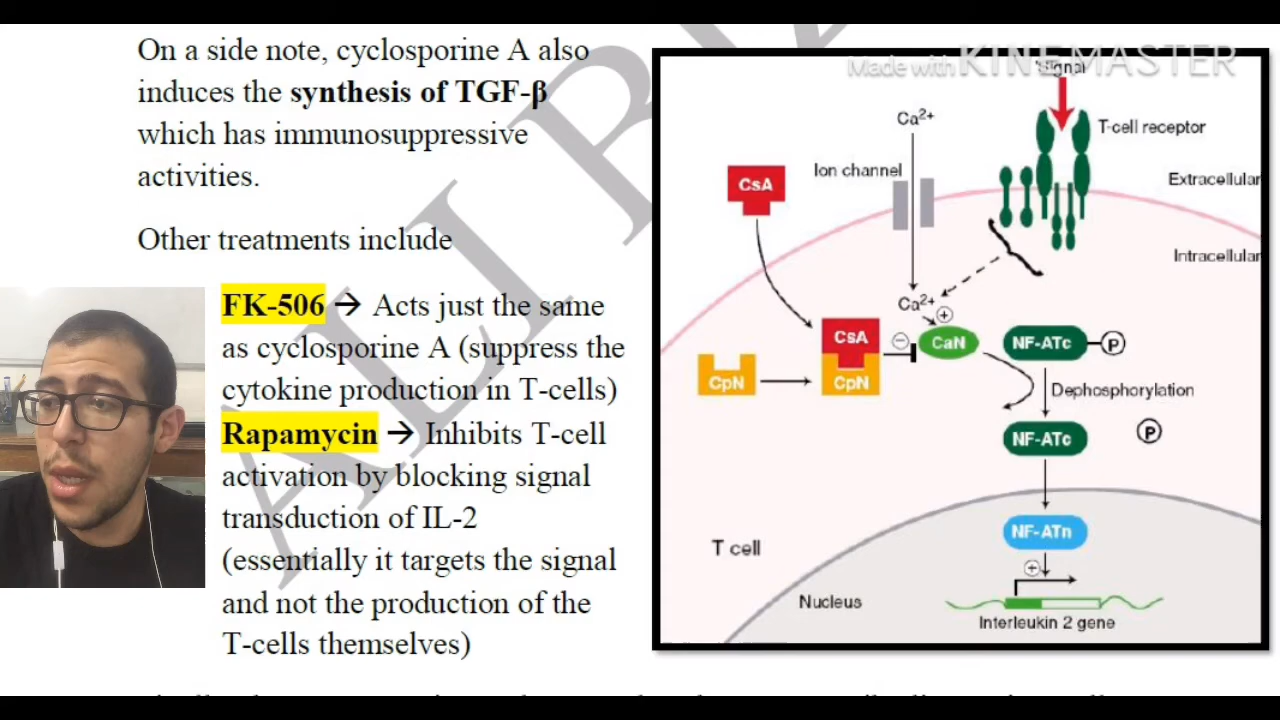 On a side note, cyclosporine A also
induces the synthesis of TGF-β
which has immunosuppressive
activities.
Other treatments include
FK-506 → Acts just the same
as cyclosporine A (suppress the
cytokine production in T-cells)
Rapamycin → Inhibits T-cell
activation by blocking signal
transduction of IL-2
(essentially it targets the signal
and not the production of the
T-cells themselves)
Made with KINEMASTER
Signal
Ca²⁺
T-cell receptor
Ion channel
CsA
Extracellular
Intracellular
Ca²⁺
+
CsA
−
CaN
NF-ATc
P
CpN
CpN
Dephosphorylation
NF-ATc
P
NF-ATn
T cell
+
Nucleus
Interleukin 2 gene
ALI